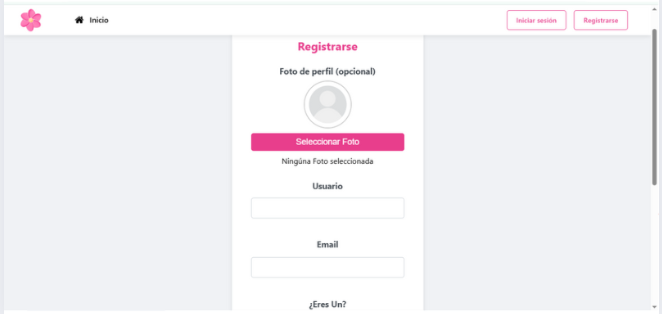 Inicio
Iniciar sesión
Registrarse
Registrarse
Foto de perfil (opcional)
Seleccionar Foto
Ningúna Foto seleccionada
Usuario
Email
¿Eres Un?